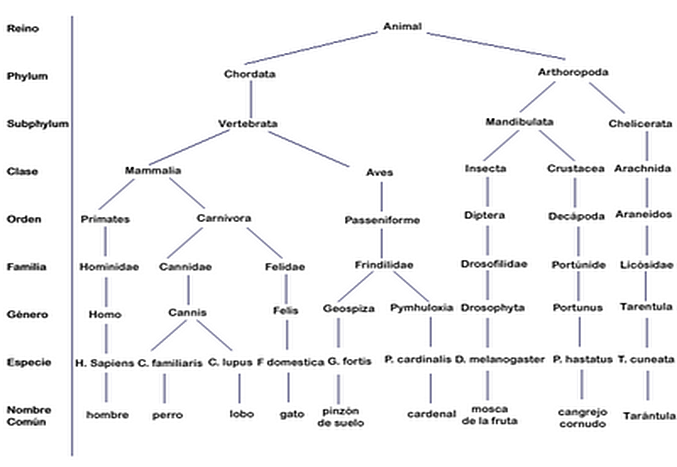 Reino Animal
Phylum Chordata Arthoropoda
Subphylum Vertebrata Mandibulata Chelicerata
Clase Mammalia Aves Insecta Crustacea Arachnida
Orden Primates Carnivora Passeniforme Diptera Decápoda Araneidos
Familia Hominidae Cannidae Felidae Frindilidae Drosofilidae Portúnide Licósidae
Género Homo Cannis Felis Geospiza Pymhuloxia Drosophyta Portunus Tarentula
Especie H. Sapiens C. familiaris C. lupus F domestica G. fortis P. cardinalis D. melanogaster P. hastatus T. cuneata
Nombre
Común
hombre perro lobo gato
pinzón
de suelo
cardenal
mosca
de la fruta
cangrejo
cornudo
Tarántula